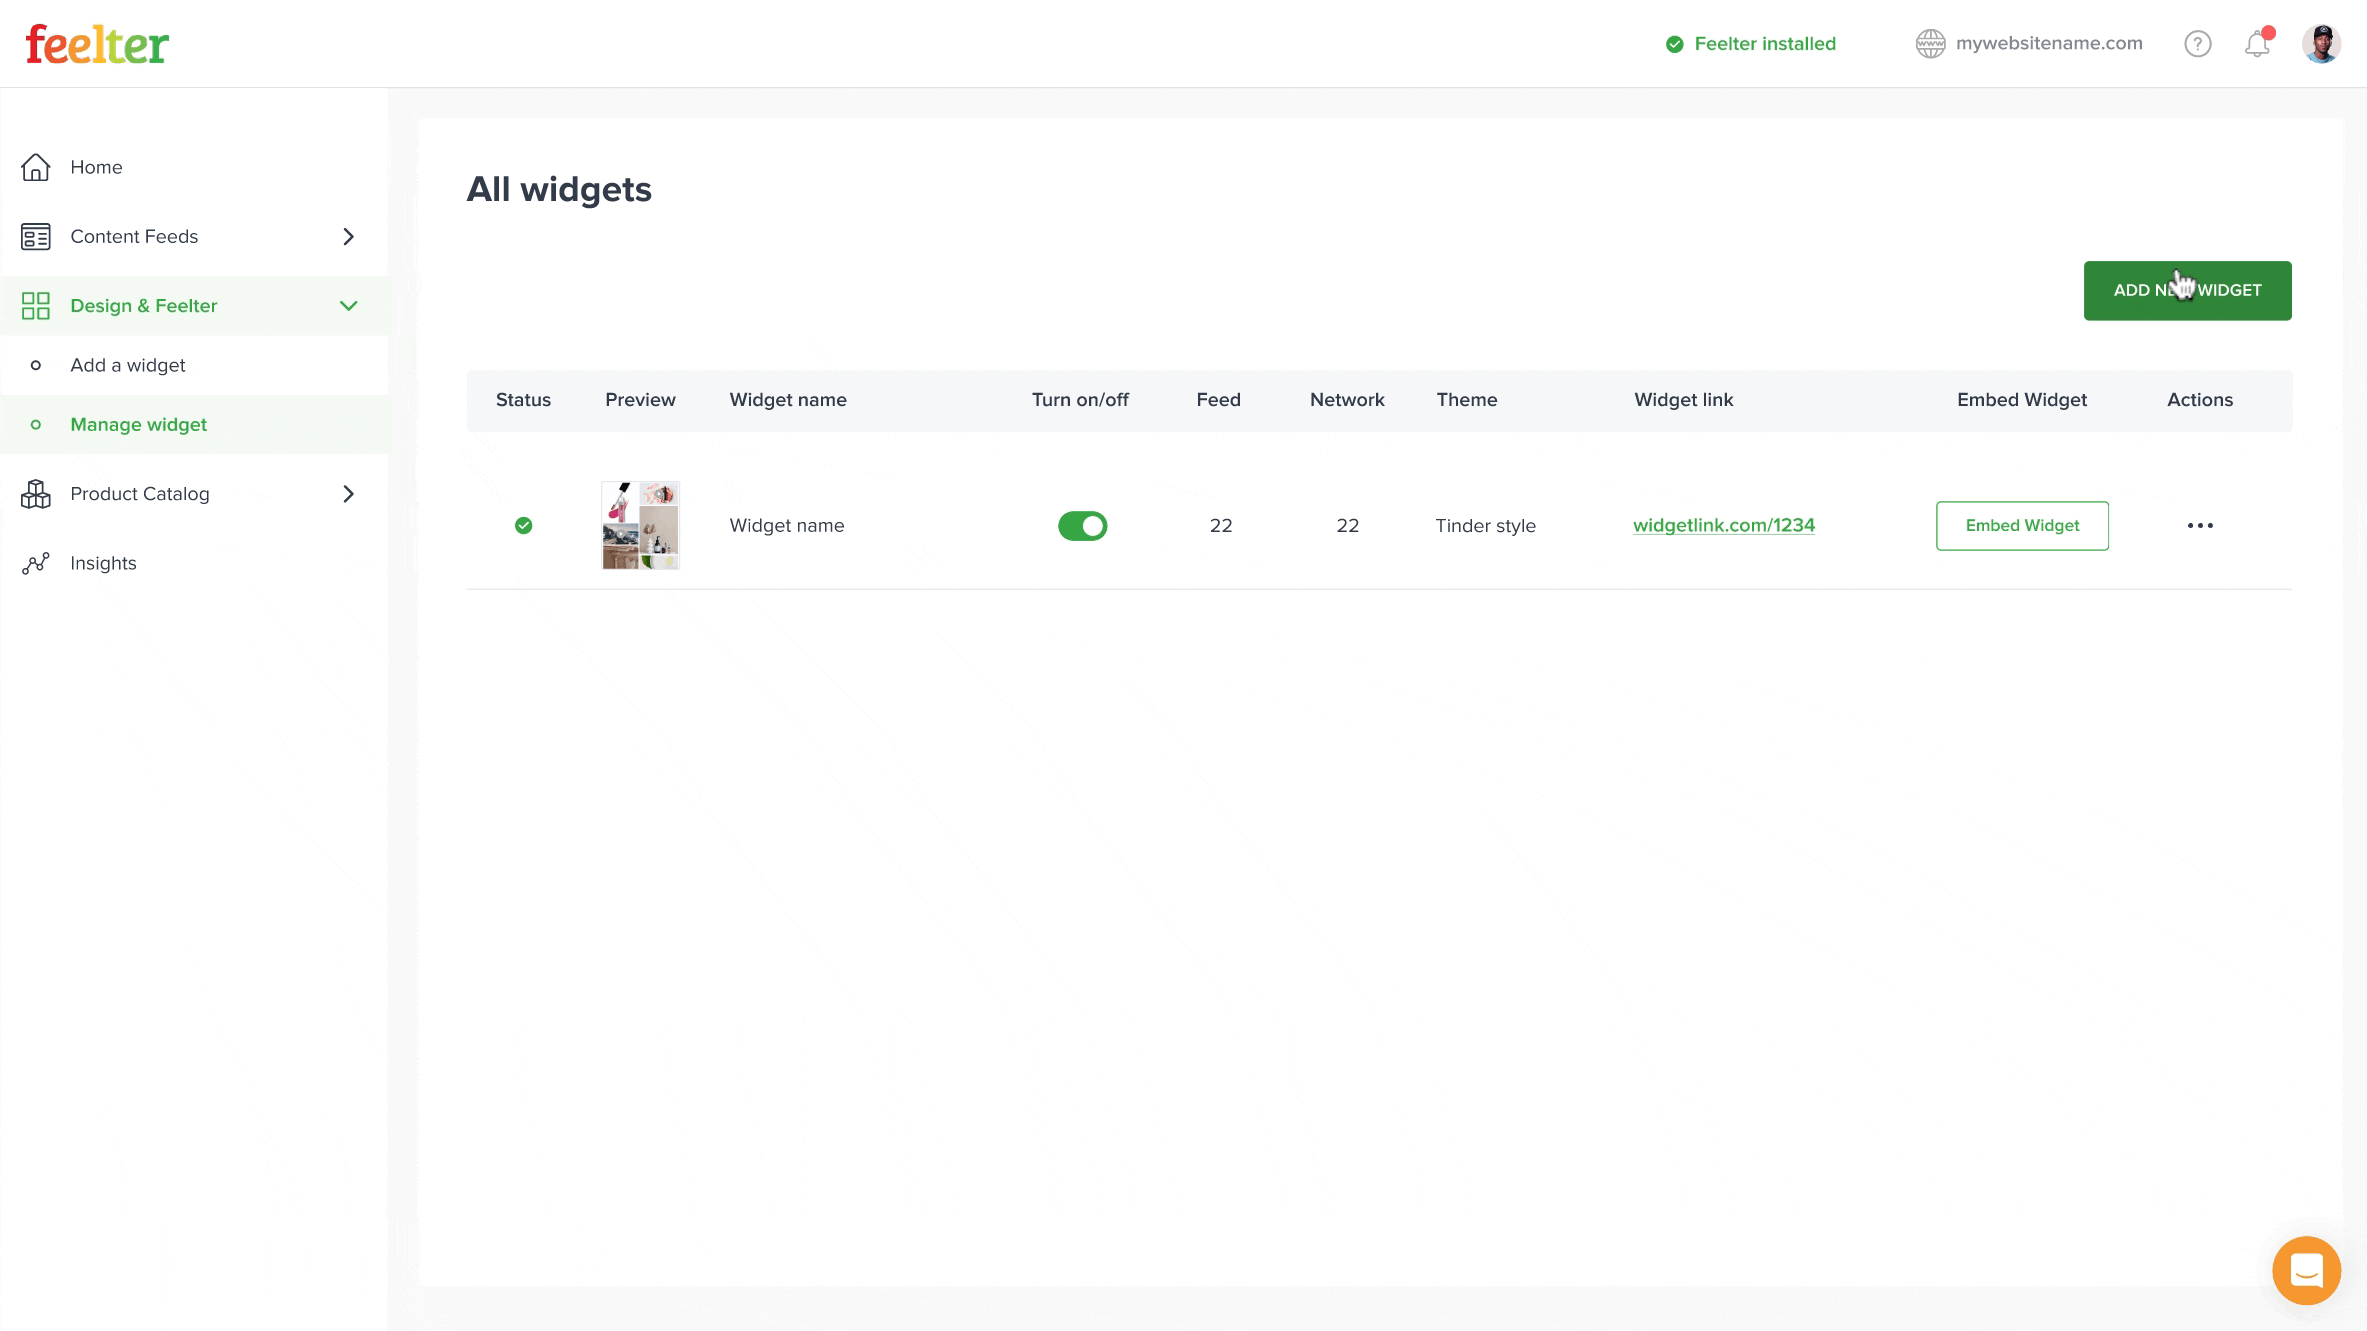 feelter
Feelter installed
mywebsitename.com
Home
Content Feeds
Design & Feelter
Add a widget
Manage widget
Product Catalog
Insights
All widgets
ADD NEW WIDGET
Status Preview Widget name Turn on/off Feed Network Theme Widget link Embed Widget Actions
Widget name 22 22 Tinder style widgetlink.com/1234 Embed Widget